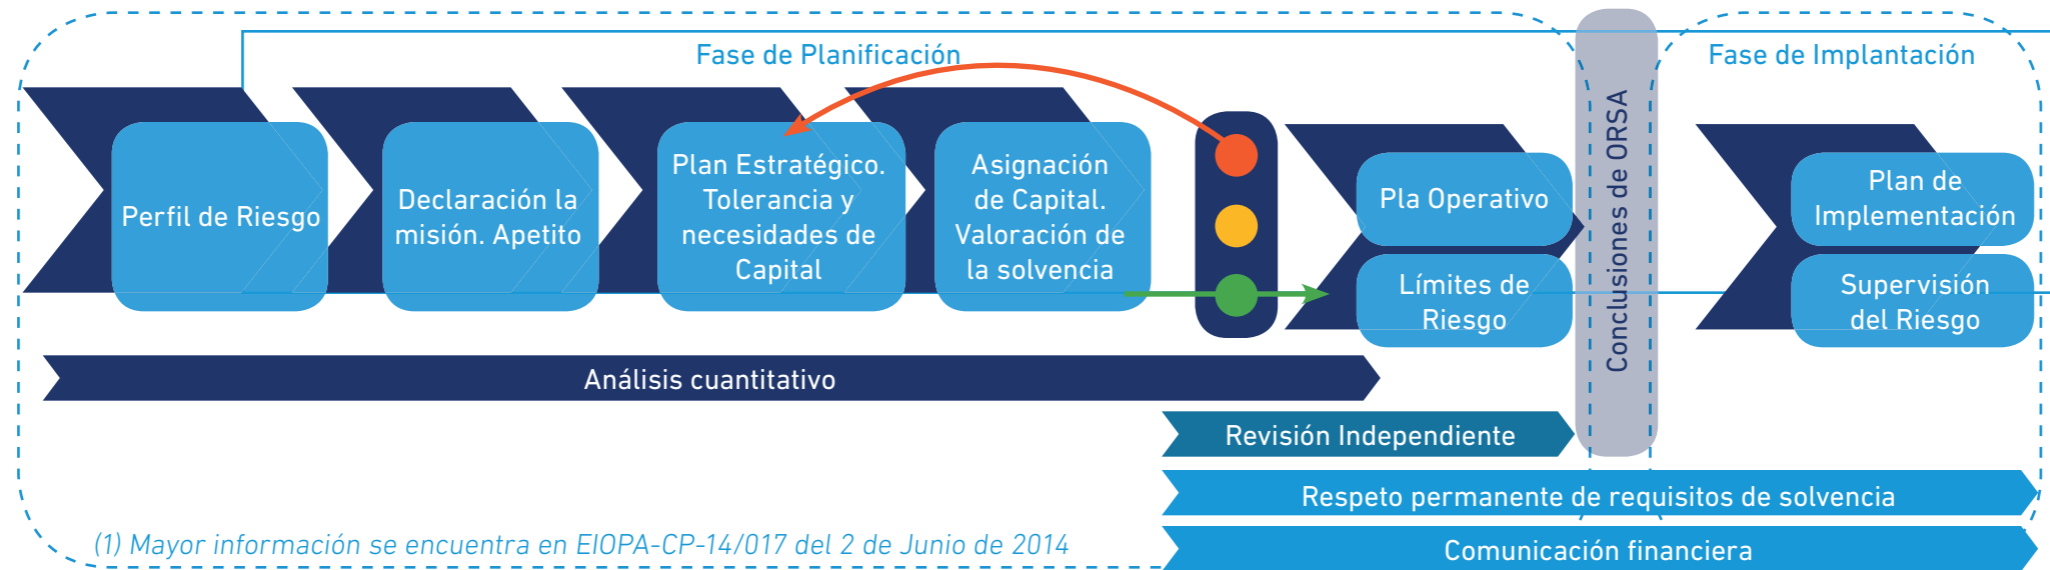 Fase de Planificación
Fase de Implantación
Perfil de Riesgo
Declaración la
misión. Apetito
Plan Estratégico.
Tolerancia y
necesidades de
Capital
Asignación
de Capital.
Valoración de
la solvencia
Pla Operativo
Límites de
Riesgo
Conclusiones de ORSA
Plan de
Implementación
Supervisión
del Riesgo
Análisis cuantitativo
Revisión Independiente
Respeto permanente de requisitos de solvencia
Comunicación financiera
(1) Mayor información se encuentra en EIOPA-CP-14/017 del 2 de Junio de 2014